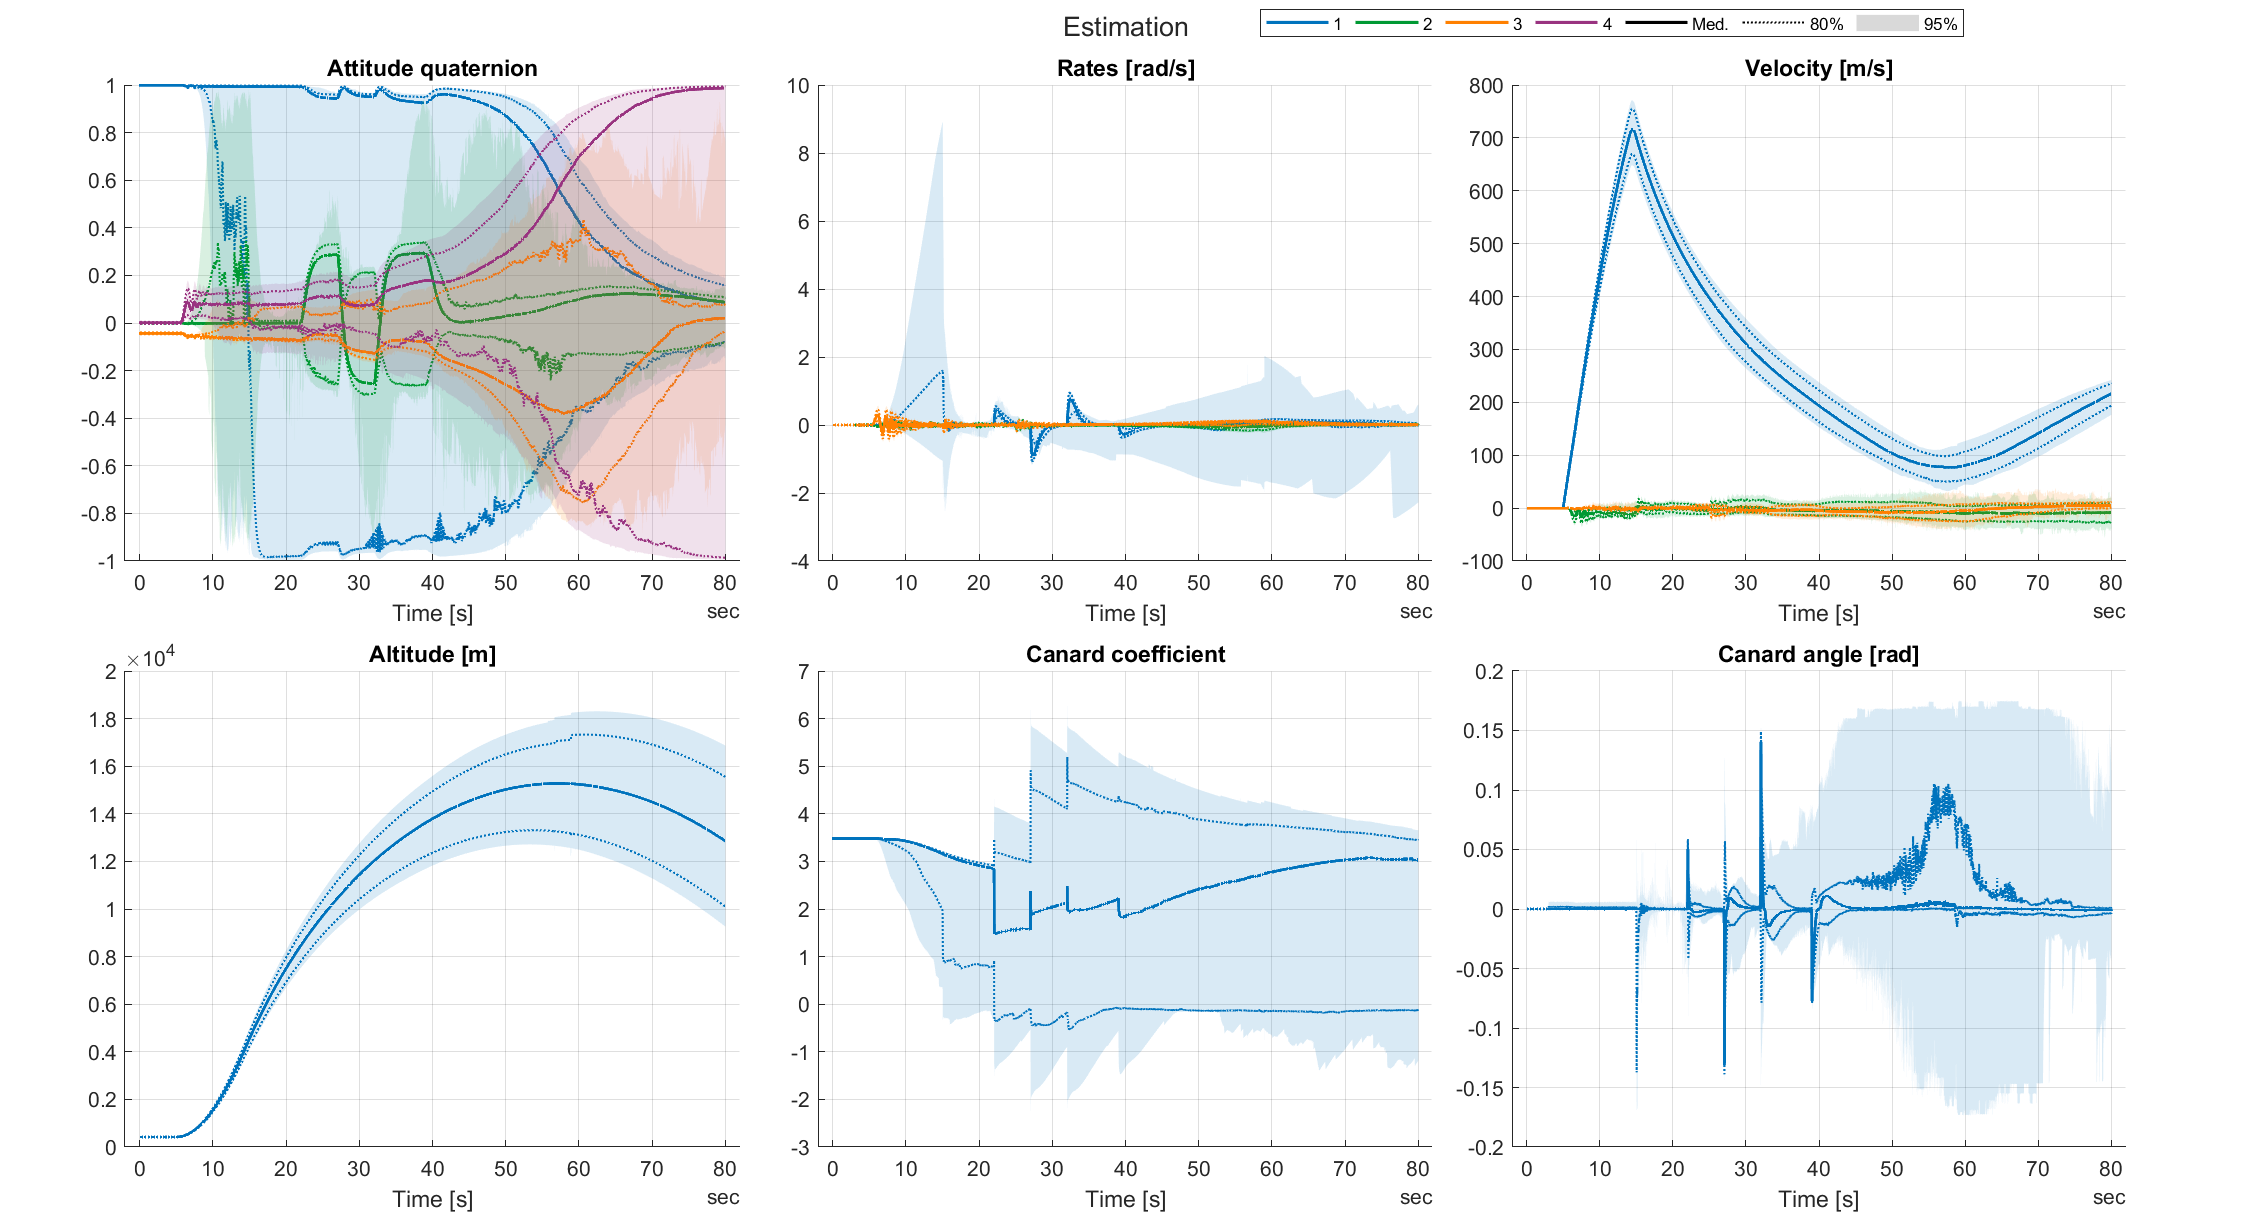 Estimation
1 2 3 4 Med. 80% 95%
Attitude quaternion
1
0.8
0.6
0.4
0.2
0
-0.2
-0.4
-0.6
-0.8
-1
0 10 20 30 40 50 60 70 80
Time [s]
sec
Rates [rad/s]
10
8
6
4
2
0
-2
-4
0 10 20 30 40 50 60 70 80
Time [s]
sec
Velocity [m/s]
800
700
600
500
400
300
200
100
0
-100
0 10 20 30 40 50 60 70 80
Time [s]
sec
Altitude [m]
×10⁴
2
1.8
1.6
1.4
1.2
1
0.8
0.6
0.4
0.2
0
0 10 20 30 40 50 60 70 80
Time [s]
sec
Canard coefficient
7
6
5
4
3
2
1
0
-1
-2
-3
0 10 20 30 40 50 60 70 80
Time [s]
sec
Canard angle [rad]
0.2
0.15
0.1
0.05
0
-0.05
-0.1
-0.15
-0.2
0 10 20 30 40 50 60 70 80
Time [s]
sec